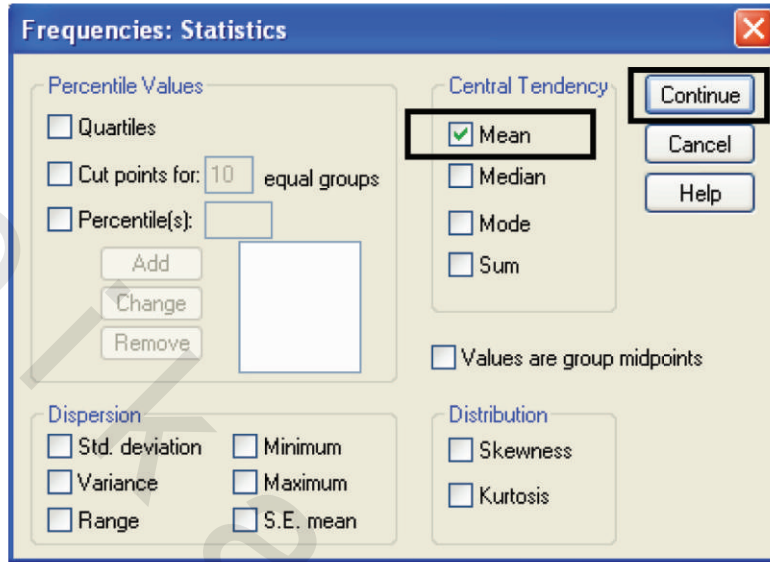 Frequencies: Statistics
Percentile Values
Quartiles
Cut points for: 10 equal groups
Percentile(s):
Add
Change
Remove
Central Tendency
Mean
Median
Mode
Sum
Continue
Cancel
Help
Values are group midpoints
Dispersion
Std. deviation Minimum
Variance Maximum
Range S.E. mean
Distribution
Skewness
Kurtosis